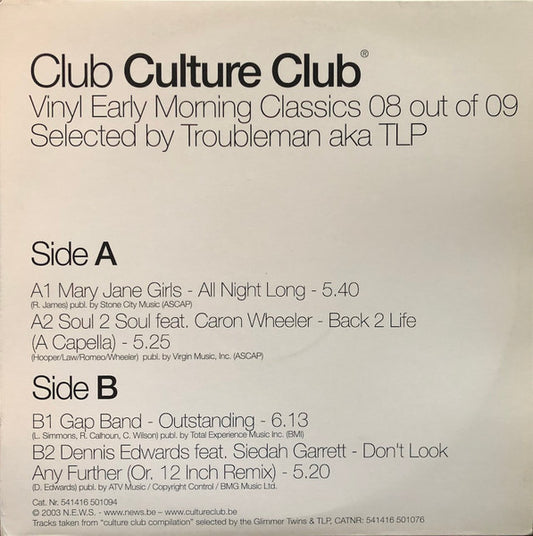 Club Culture Club®
Vinyl Early Morning Classics 08 out of 09
Selected by Troubleman aka TLP
Side A
A1 Mary Jane Girls - All Night Long - 5.40
(R. James) publ. by Stone City Music (ASCAP)
A2 Soul 2 Soul feat. Caron Wheeler - Back 2 Life
(A Capella) - 5.25
(Hooper/Law/Romeo/Wheeler) publ. by Virgin Music, Inc. (ASCAP)
Side B
B1 Gap Band - Outstanding - 6.13
(L. Simmons, R. Calhoun, C. Wilson) publ. by Total Experience Music Inc. (BMI)
B2 Dennis Edwards feat. Siedah Garrett - Don't Look
Any Further (Or. 12 Inch Remix) - 5.20
(D. Edwards) publ. by ATV Music / Copyright Control / BMG Music Ltd.
Cat. Nr. 541416 501094
© 2003 N.E.W.S. - www.news.be – www.cultureclub.be
Tracks taken from "culture club compilation" selected by the Glimmer Twins & TLP, CATNR: 541416 501076